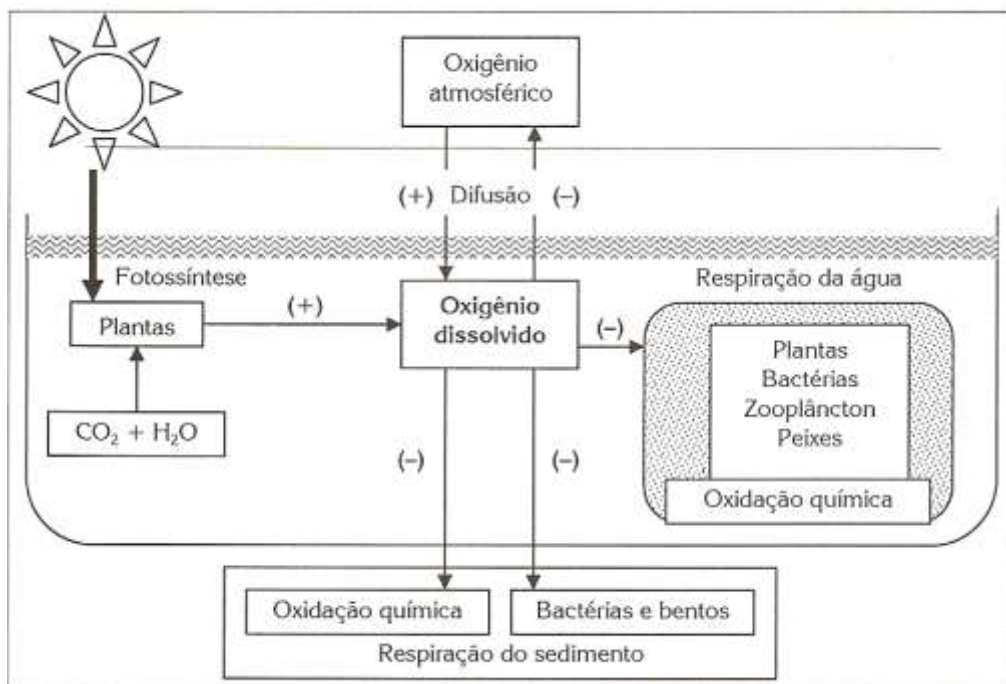 Oxigênio
atmosférico
(+) Difusão (–)
Fotossíntese
Respiração da água
Plantas
(+)
Oxigênio
dissolvido
(–)
Plantas
Bactérias
Zooplâncton
Peixes
CO₂ + H₂O
(–) (–)
Oxidação química
Oxidação química
Bactérias e bentos
Respiração do sedimento